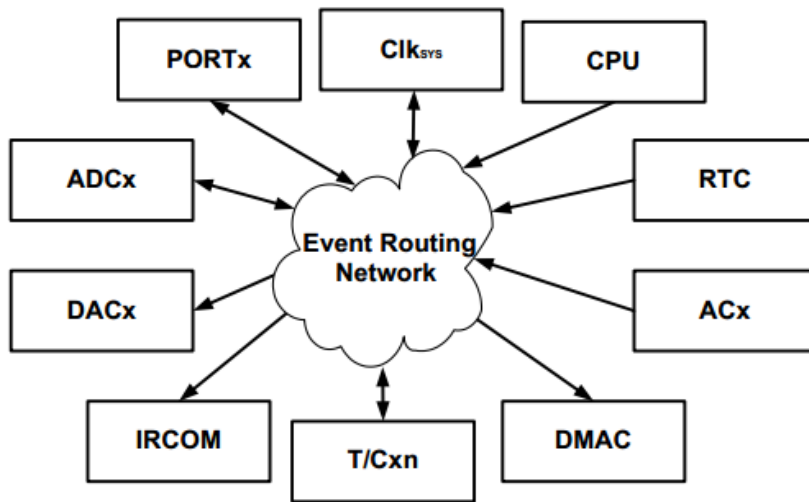 PORTx
Clksys
CPU
ADCx
RTC
Event Routing
Network
DACx
ACx
IRCOM
T/Cxn
DMAC